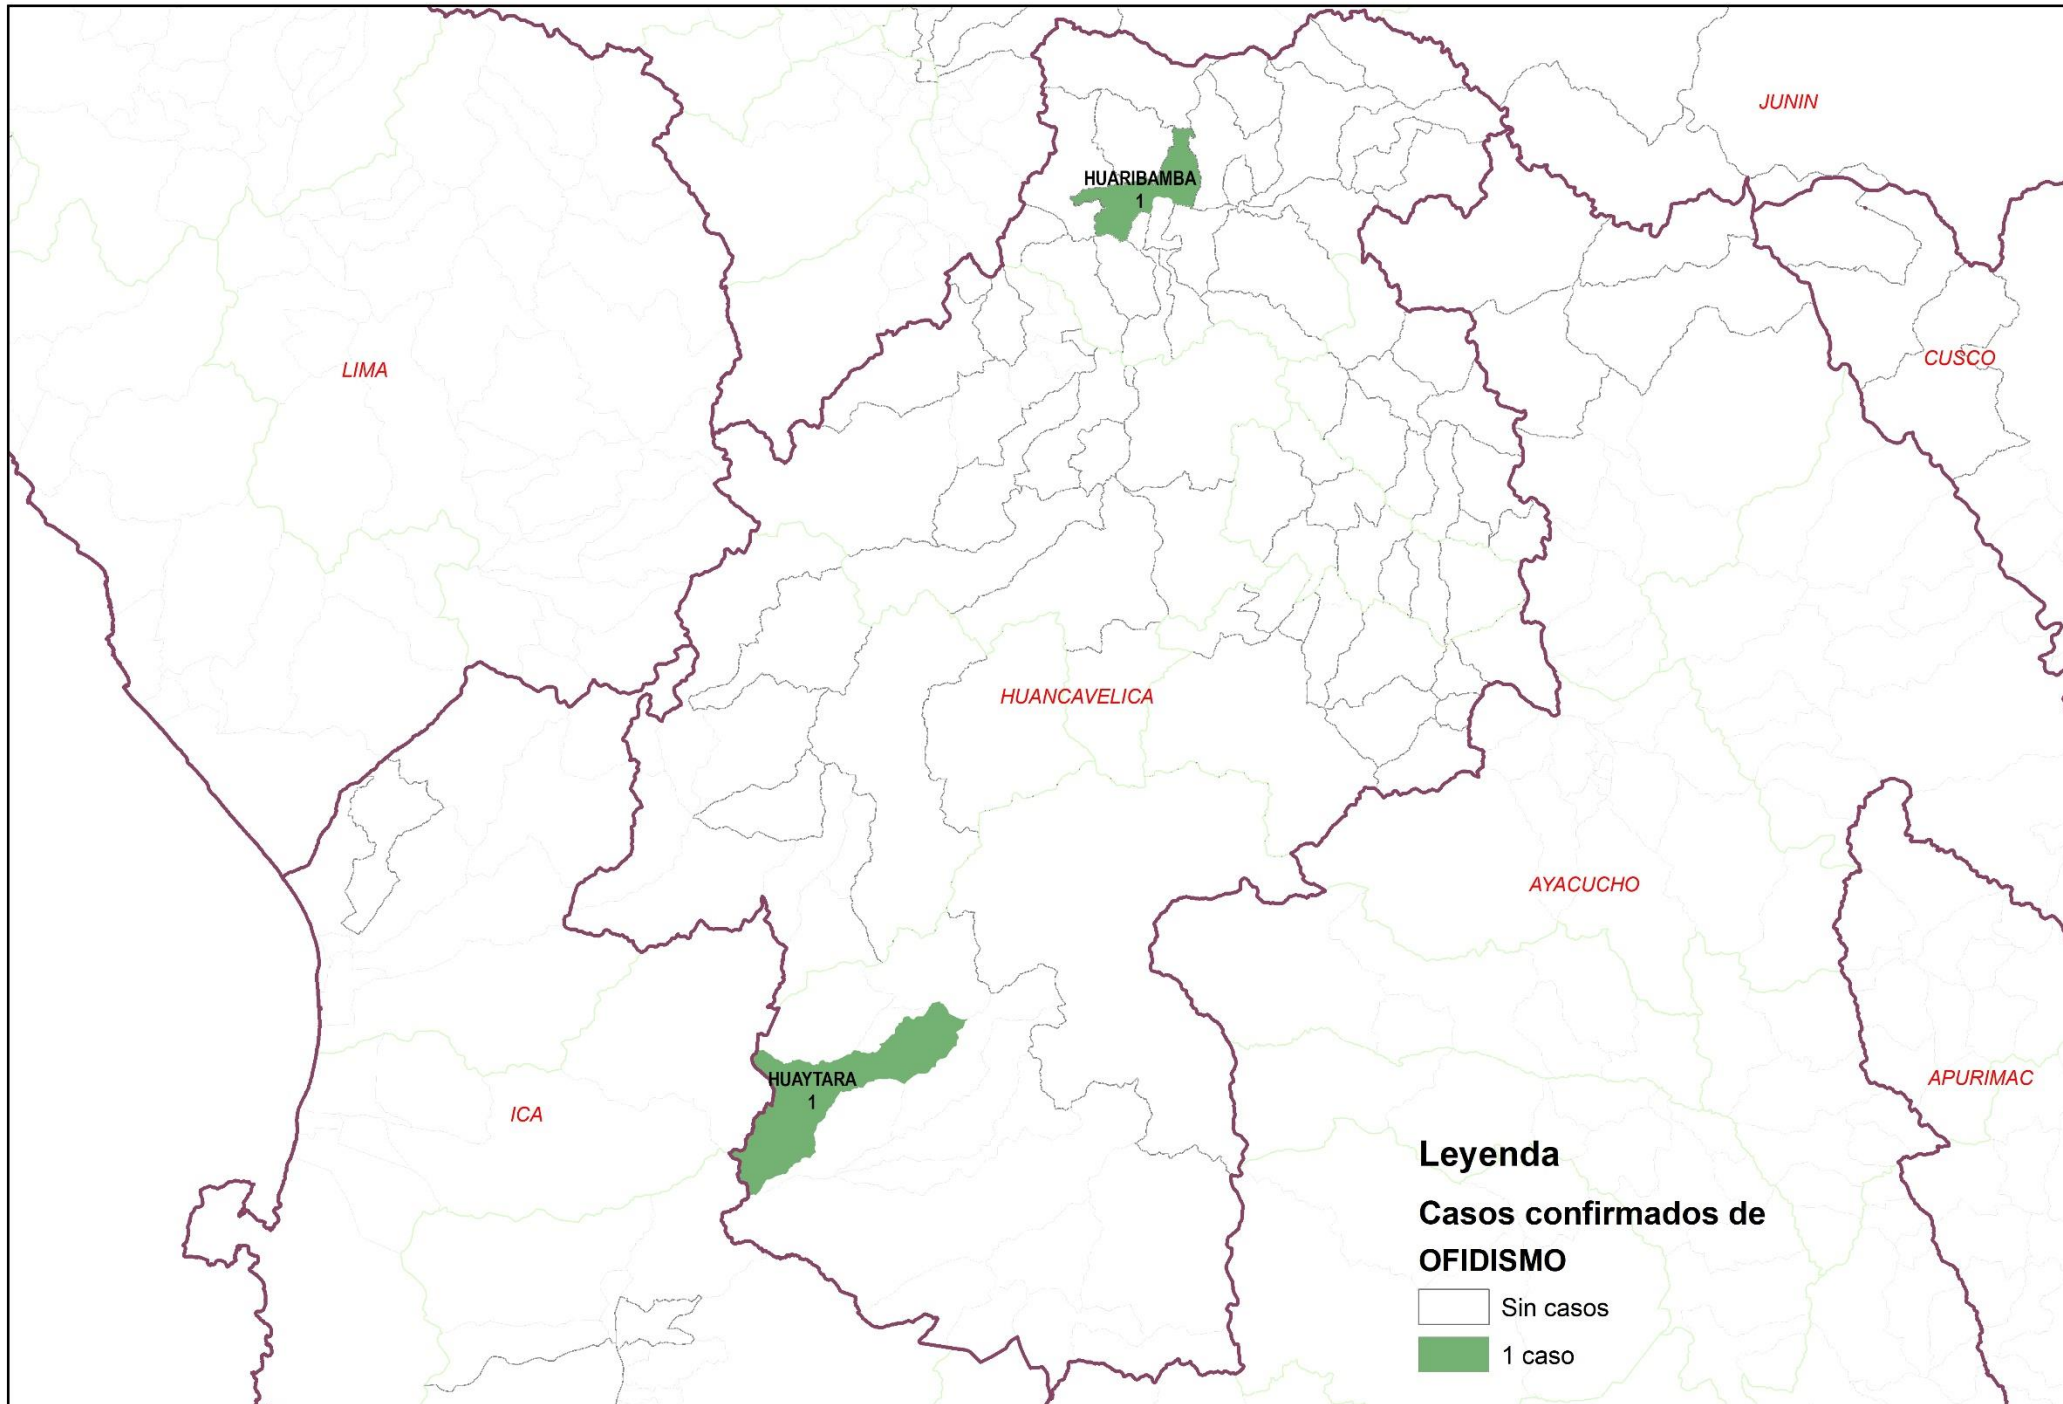 JUNIN
HUARIBAMBA
1
LIMA
CUSCO
HUANCAVELICA
AYACUCHO
HUAYTARA
1
ICA
APURIMAC
Leyenda
Casos confirmados de
OFIDISMO
Sin casos
1 caso